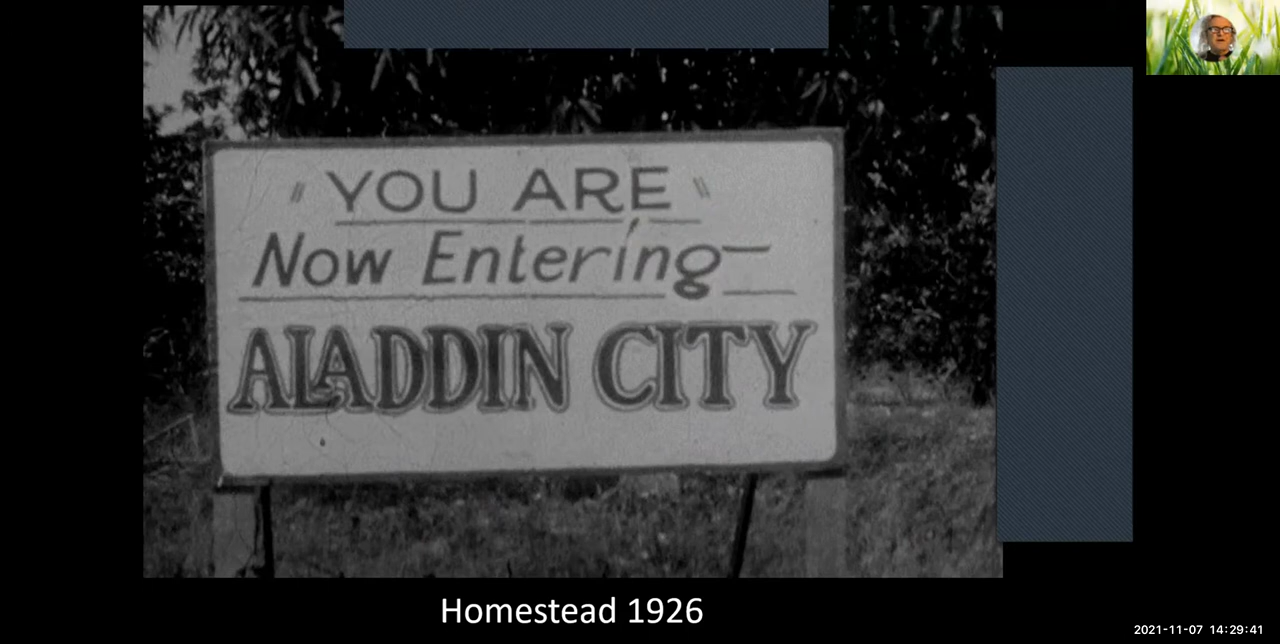 " YOU ARE "
Now Entering
ALADDIN CITY
Homestead 1926
2021-11-07 14:29:41